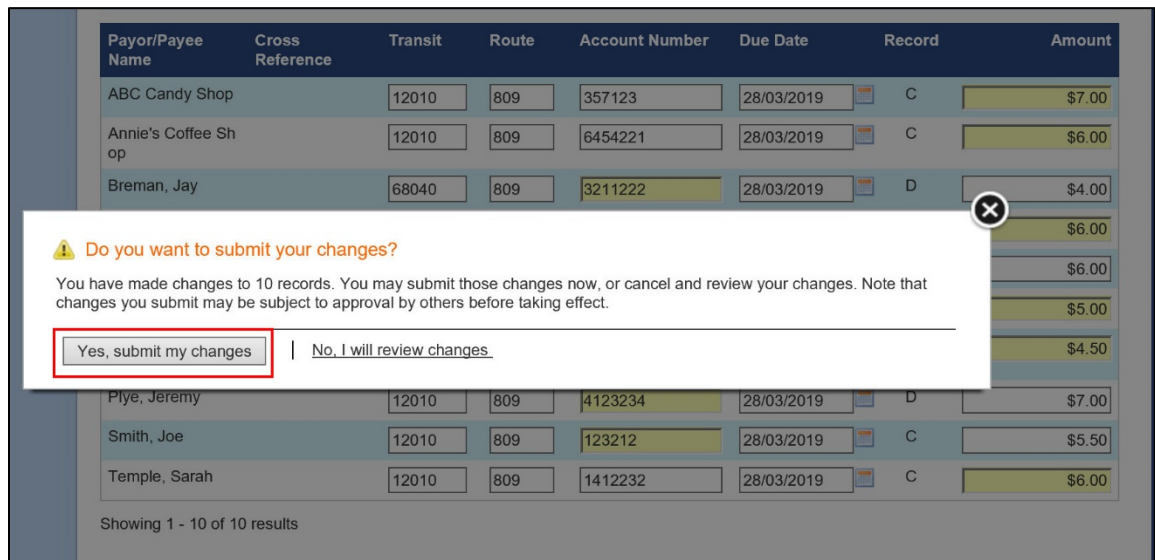 Payor/Payee Name Cross Reference Transit Route Account Number Due Date Record Amount
ABC Candy Shop 12010 809 357123 28/03/2019 C $7.00
Annie's Coffee Sh
op 12010 809 6454221 28/03/2019 C $6.00
Breman, Jay 68040 809 3211222 28/03/2019 D $4.00
$6.00
Do you want to submit your changes?
$6.00
You have made changes to 10 records. You may submit those changes now, or cancel and review your changes. Note that
changes you submit may be subject to approval by others before taking effect.
$5.00
Yes, submit my changes | No, I will review changes
$4.50
Plye, Jeremy 12010 809 4123234 28/03/2019 D $7.00
Smith, Joe 12010 809 123212 28/03/2019 C $5.50
Temple, Sarah 12010 809 1412232 28/03/2019 C $6.00
Showing 1 - 10 of 10 results